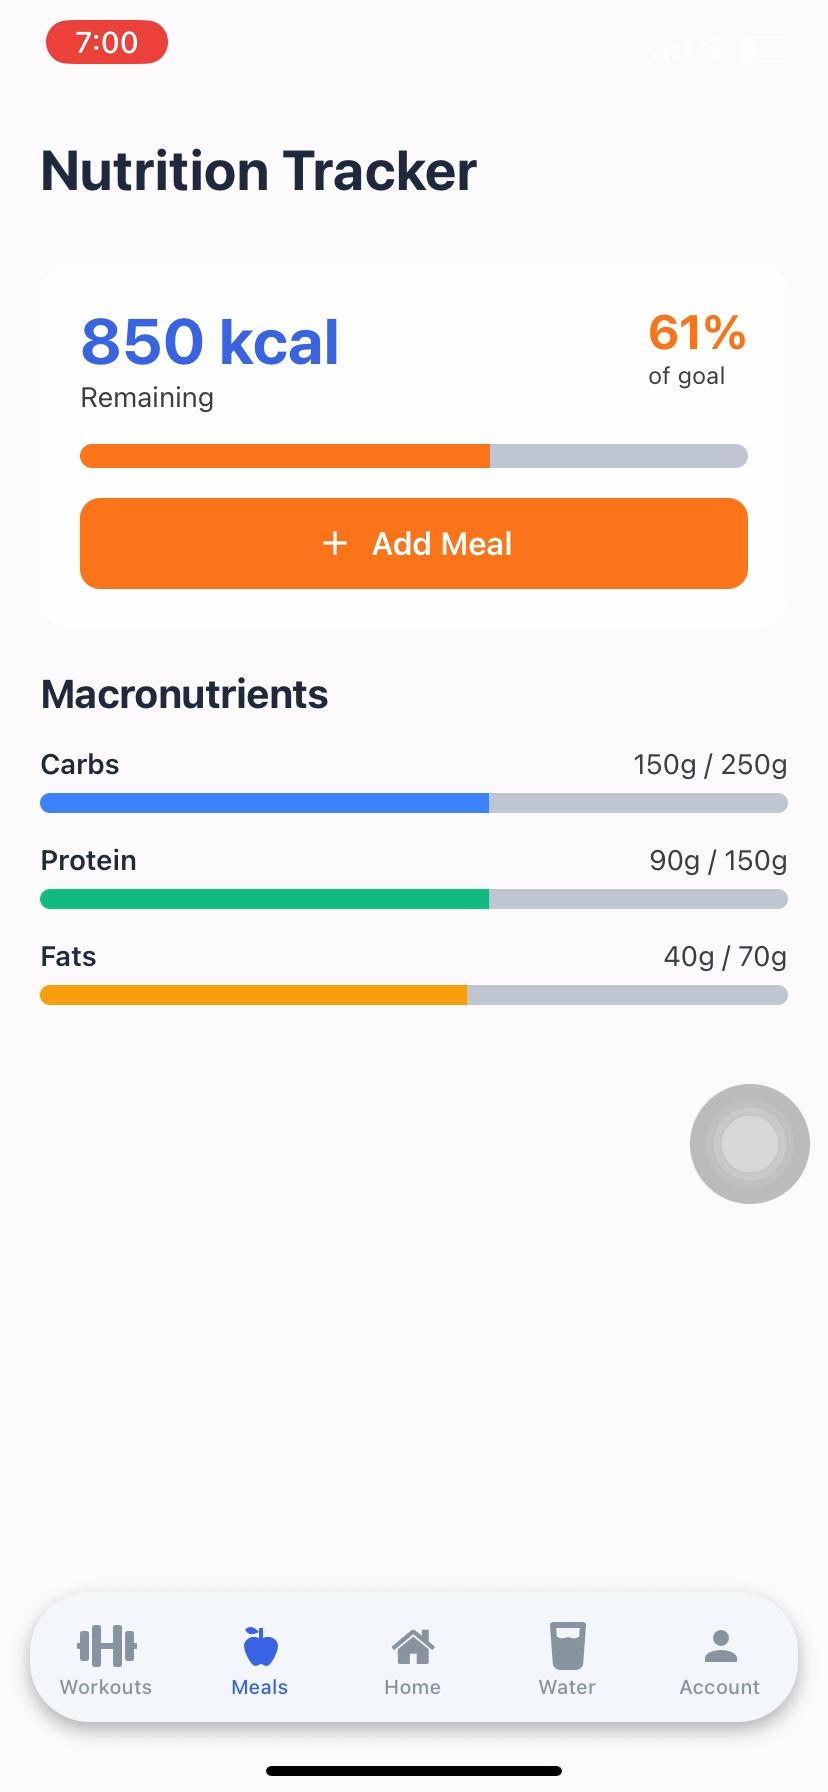 7:00
Nutrition Tracker
850 kcal
Remaining
61%
of goal
+ Add Meal
Macronutrients
Carbs 150g / 250g
Protein 90g / 150g
Fats 40g / 70g
Workouts Meals Home Water Account